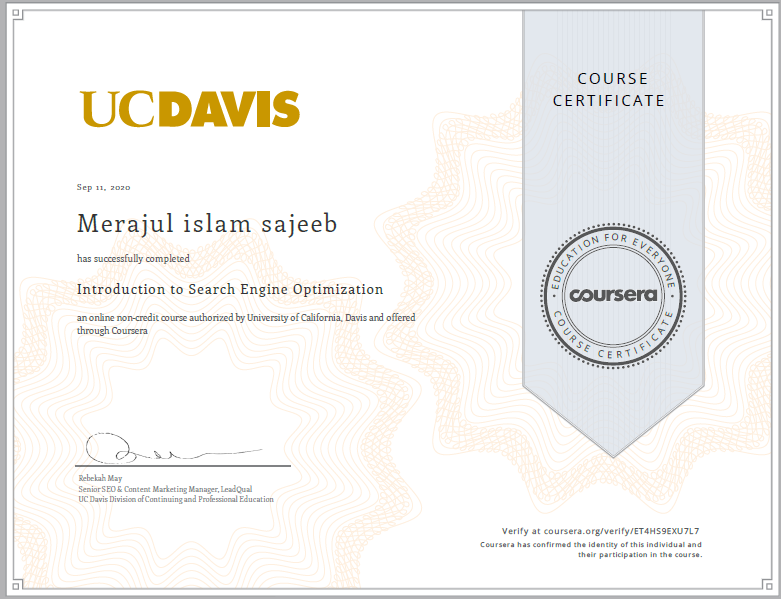 COURSE
CERTIFICATE
UCDAVIS
Sep 11, 2020
Merajul islam sajeeb
has successfully completed
Introduction to Search Engine Optimization
an online non-credit course authorized by University of California, Davis and offered
through Coursera
EDUCATION FOR EVERYONE
coursera
COURSE CERTIFICATE
Rebekah May
Senior SEO & Content Marketing Manager, LeadQual
UC Davis Division of Continuing and Professional Education
Verify at coursera.org/verify/ET4HS9EXU7L7
Coursera has confirmed the identity of this individual and
their participation in the course.